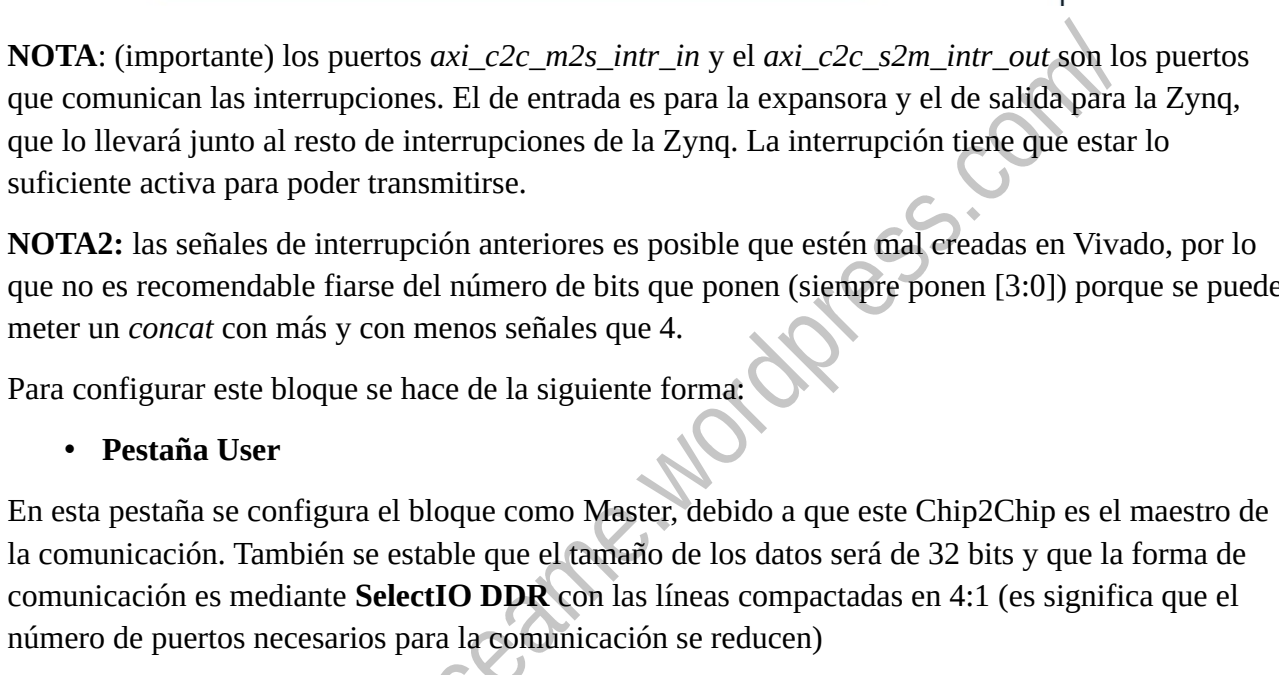 NOTA: (importante) los puertos axi_c2c_m2s_intr_in y el axi_c2c_s2m_intr_out son los puertos
que comunican las interrupciones. El de entrada es para la expansora y el de salida para la Zynq,
que lo llevará junto al resto de interrupciones de la Zynq. La interrupción tiene que estar lo
suficiente activa para poder transmitirse.
NOTA2: las señales de interrupción anteriores es posible que estén mal creadas en Vivado, por lo
que no es recomendable fiarse del número de bits que ponen (siempre ponen [3:0]) porque se puede
meter un concat con más y con menos señales que 4.
Para configurar este bloque se hace de la siguiente forma:
• Pestaña User
En esta pestaña se configura el bloque como Master, debido a que este Chip2Chip es el maestro de
la comunicación. También se estable que el tamaño de los datos será de 32 bits y que la forma de
comunicación es mediante SelectIO DDR con las líneas compactadas en 4:1 (es significa que el
número de puertos necesarios para la comunicación se reducen)
seame.wordpress.com/